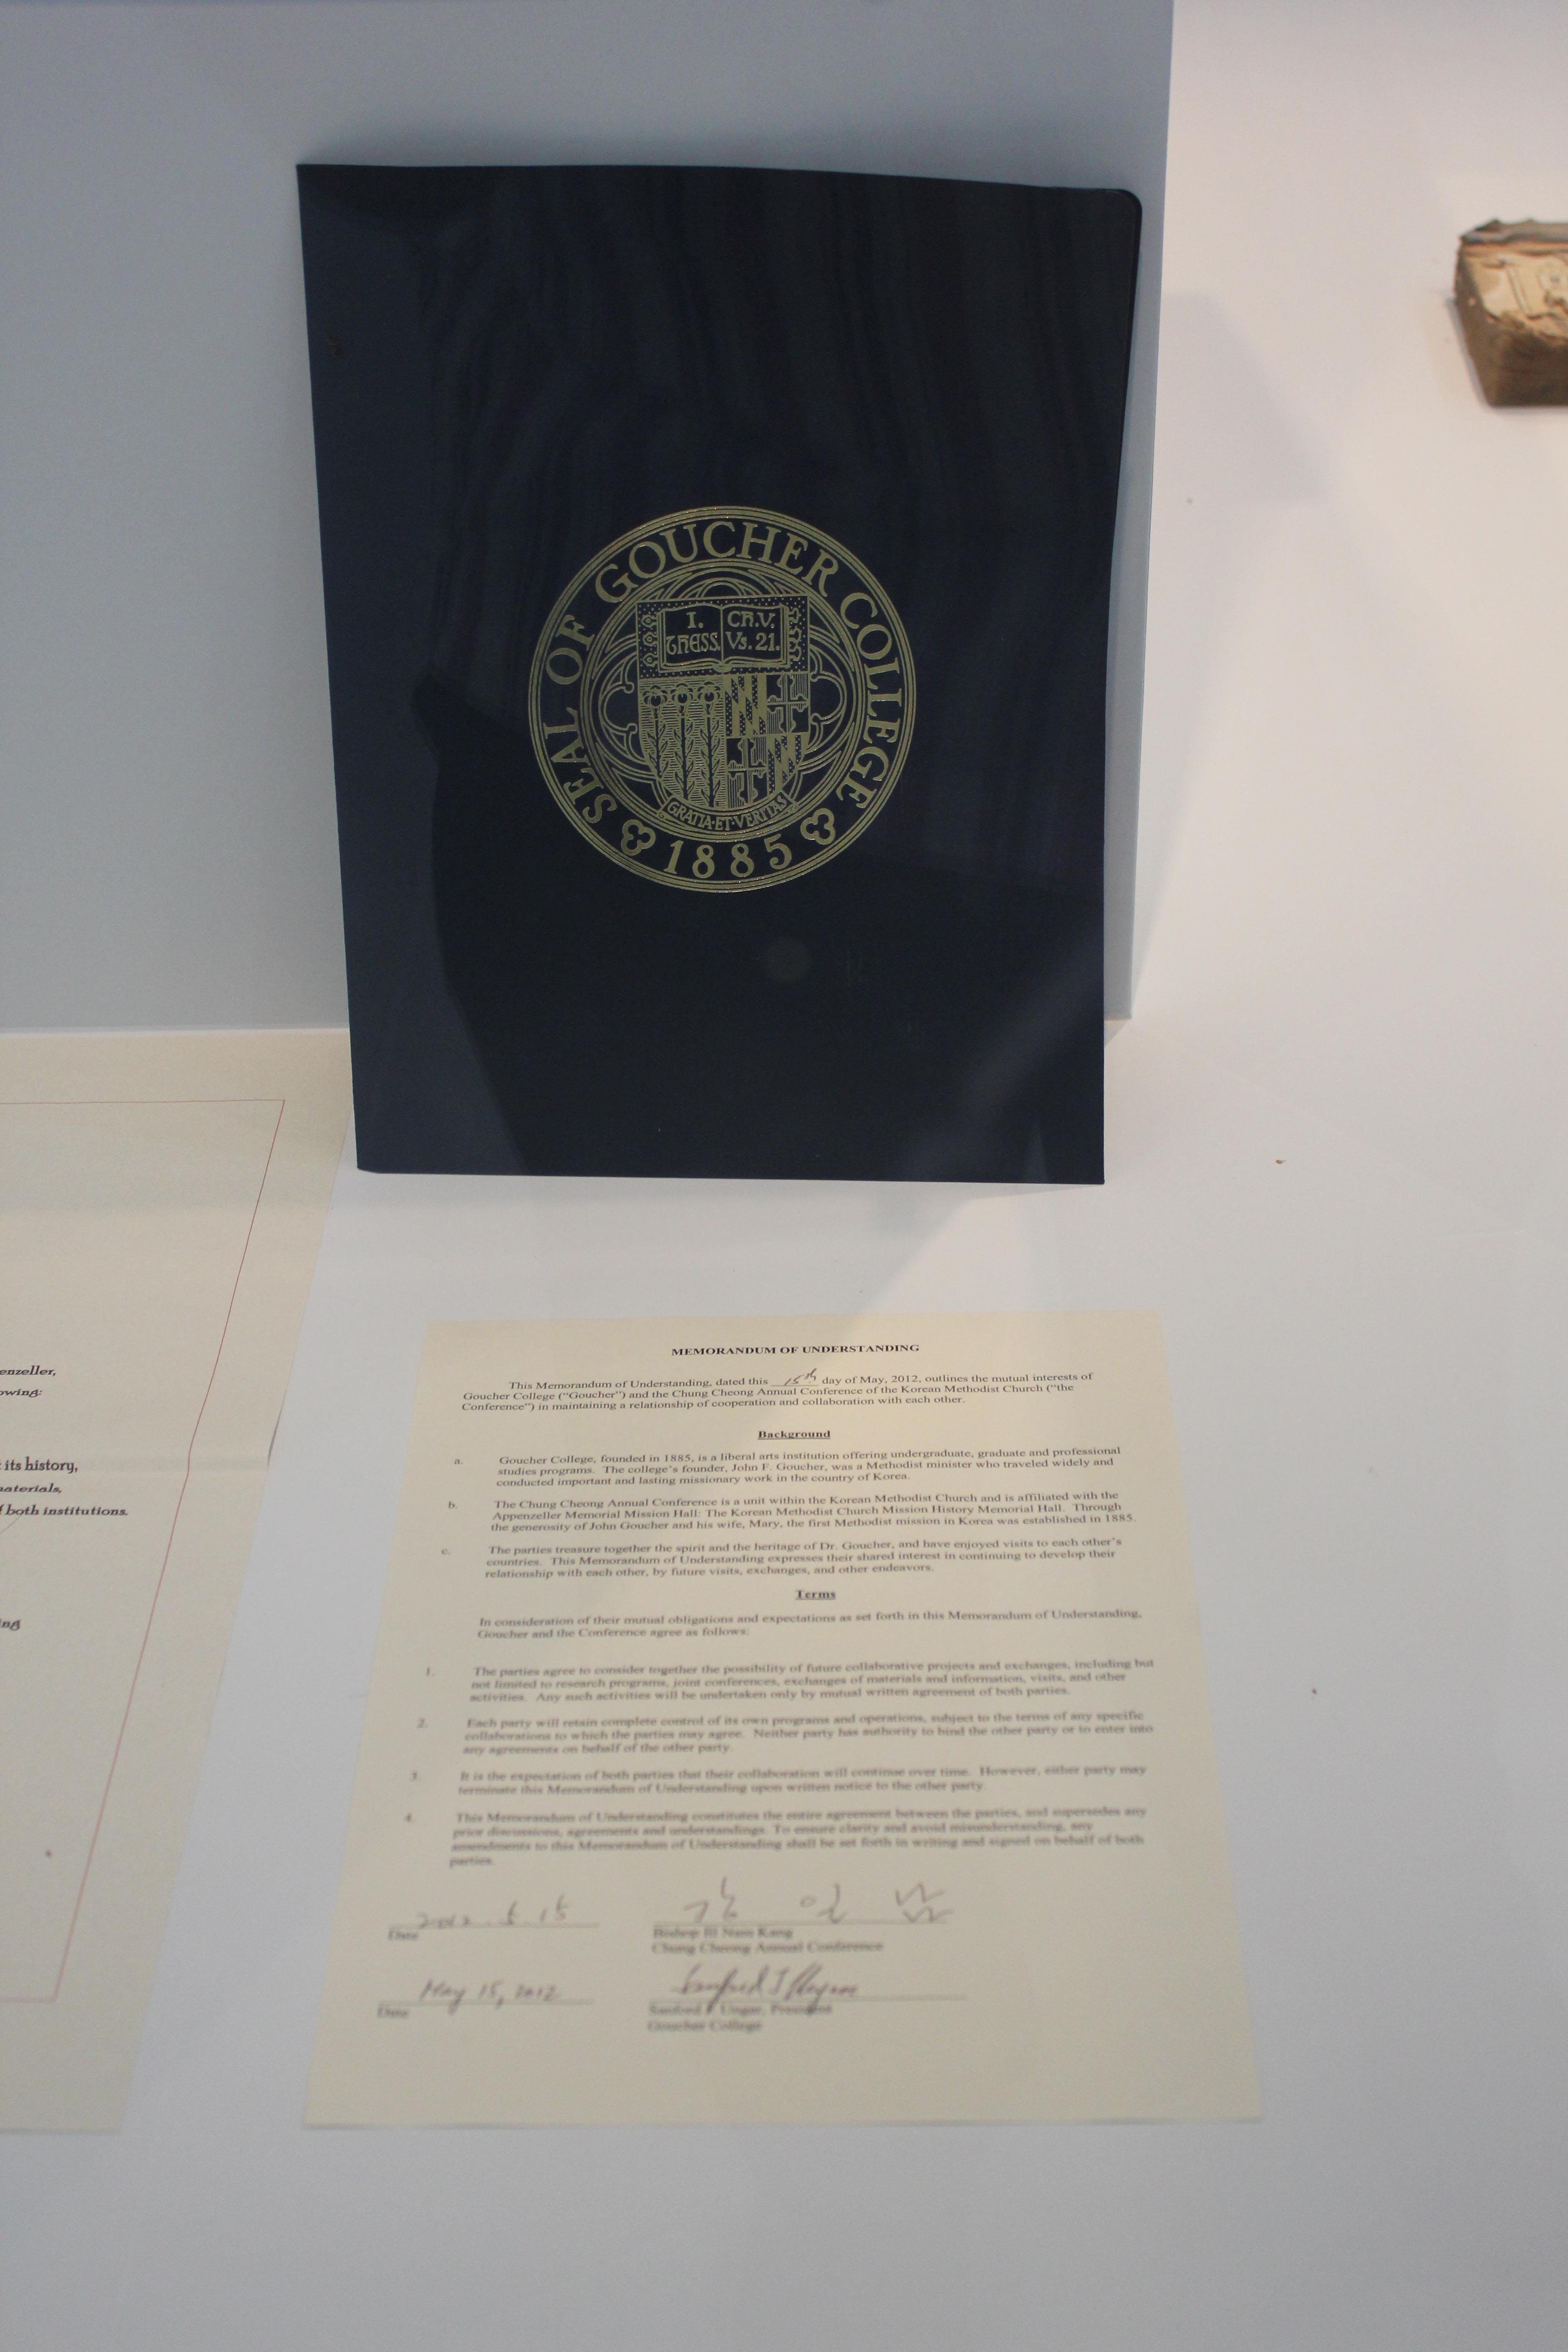 SEAL OF GOUCHER COLLEGE
I. CH.V.
THESS. Vs. 21.
GRATIA·ET·VERITAS
1885
enzeller,
owing:
its history,
aterials,
f both institutions.
ing
MEMORANDUM OF UNDERSTANDING
This Memorandum of Understanding, dated this 15th day of May, 2012, outlines the mutual interests of
Goucher College ("Goucher") and the Chung Cheong Annual Conference of the Korean Methodist Church ("the
Conference") in maintaining a relationship of cooperation and collaboration with each other.
Background
a. Goucher College, founded in 1885, is a liberal arts institution offering undergraduate, graduate and professional
studies programs. The college's founder, John F. Goucher, was a Methodist minister who traveled widely and
conducted important and lasting missionary work in the country of Korea.
b. The Chung Cheong Annual Conference is a unit within the Korean Methodist Church and is affiliated with the
Appenzeller Memorial Mission Hall: The Korean Methodist Church Mission History Memorial Hall. Through
the generosity of John Goucher and his wife, Mary, the first Methodist mission in Korea was established in 1885.
c. The parties treasure together the spirit and the heritage of Dr. Goucher, and have enjoyed visits to each other's
countries. This Memorandum of Understanding expresses their shared interest in continuing to develop their
relationship with each other, by future visits, exchanges, and other endeavors.
Terms
In consideration of their mutual obligations and expectations as set forth in this Memorandum of Understanding,
Goucher and the Conference agree as follows:
1. The parties agree to consider together the possibility of future collaborative projects and exchanges, including but
not limited to research programs, joint conferences, exchanges of materials and information, visits, and other
activities. Any such activities will be undertaken only by mutual written agreement of both parties.
2. Each party will retain complete control of its own programs and operations, subject to the terms of any specific
collaborations to which the parties may agree. Neither party has authority to bind the other party or to enter into
any agreements on behalf of the other party.
3. It is the expectation of both parties that their collaboration will continue over time. However, either party may
terminate this Memorandum of Understanding upon written notice to the other party.
4. This Memorandum of Understanding constitutes the entire agreement between the parties, and supersedes any
prior discussions, agreements and understandings. To ensure clarity and avoid misunderstanding, any
amendments to this Memorandum of Understanding shall be set forth in writing and signed on behalf of both
parties.
2012. 5. 15
Date
Bishop Il Nam Kang
Chung Cheong Annual Conference
May 15, 2012
Date
Sanford J. Ungar, President
Goucher College